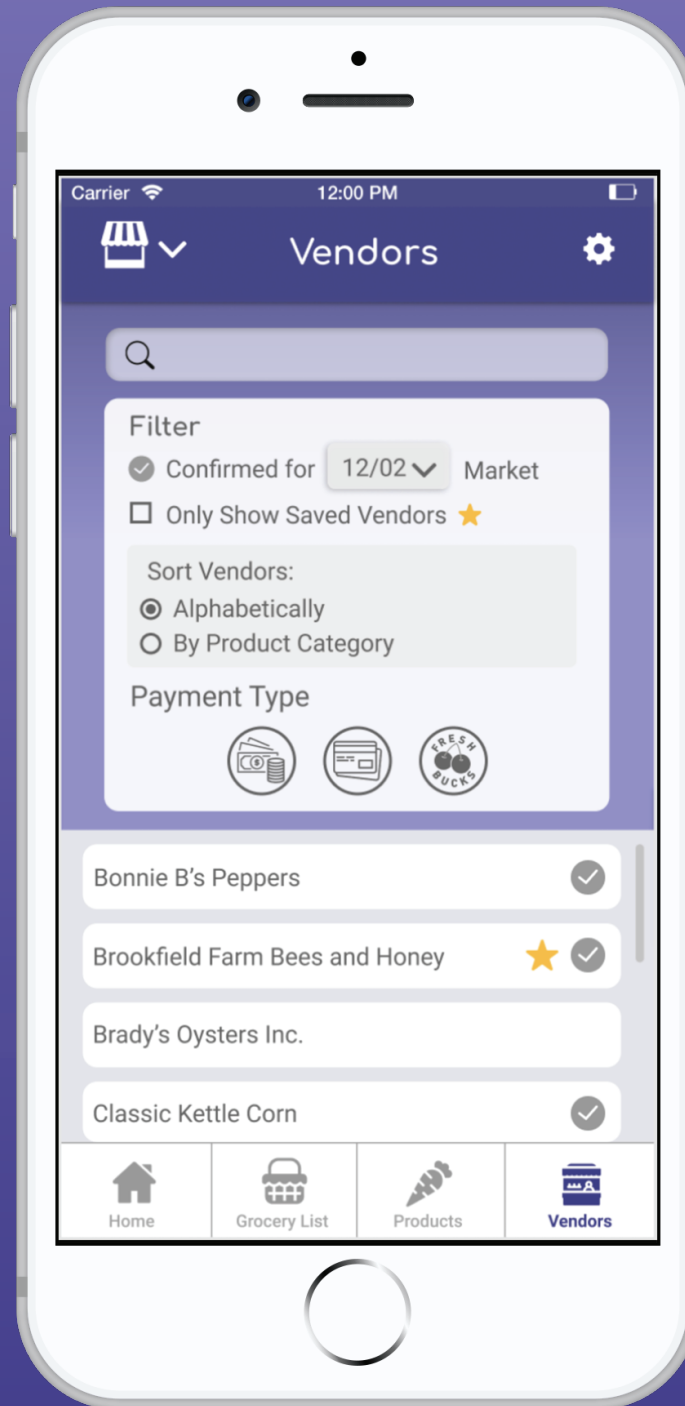 Carrier 12:00 PM
Vendors
Filter
Confirmed for 12/02 Market
Only Show Saved Vendors
Sort Vendors:
Alphabetically
By Product Category
Payment Type
FRESH
BUCKS
Bonnie B’s Peppers
Brookfield Farm Bees and Honey
Brady’s Oysters Inc.
Classic Kettle Corn
Home Grocery List Products Vendors